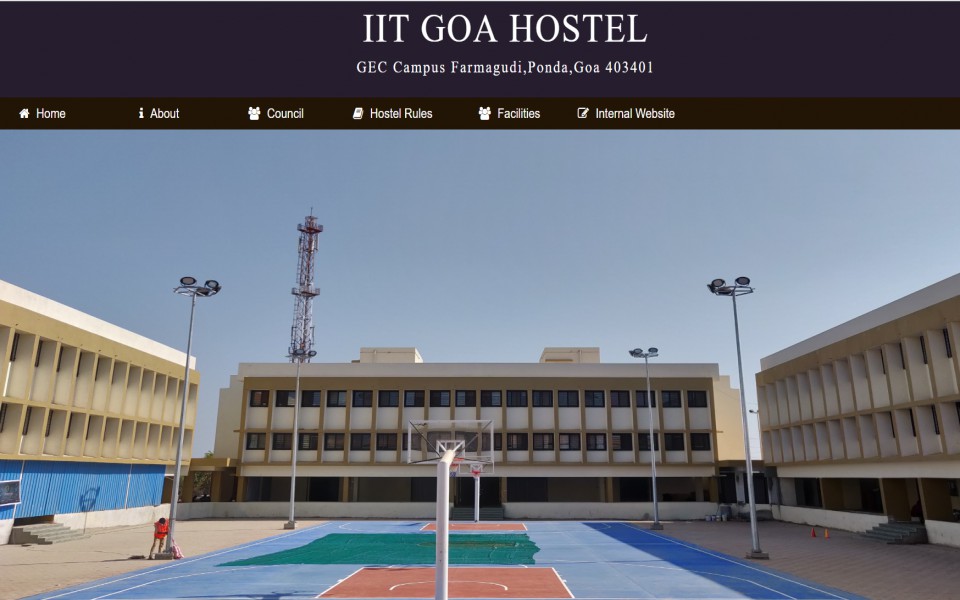 IIT GOA HOSTEL
GEC Campus Farmagudi,Ponda,Goa 403401
Home About Council Hostel Rules Facilities Internal Website